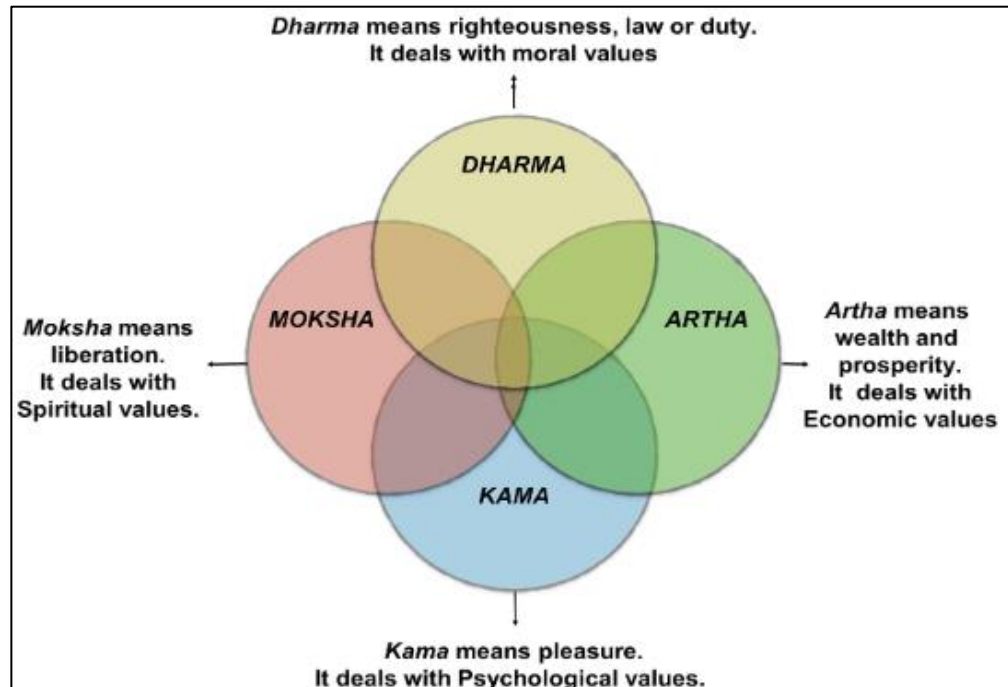 Dharma means righteousness, law or duty.
It deals with moral values
DHARMA
MOKSHA
ARTHA
Moksha means
liberation.
It deals with
Spiritual values.
Artha means
wealth and
prosperity.
It deals with
Economic values
KAMA
Kama means pleasure.
It deals with Psychological values.